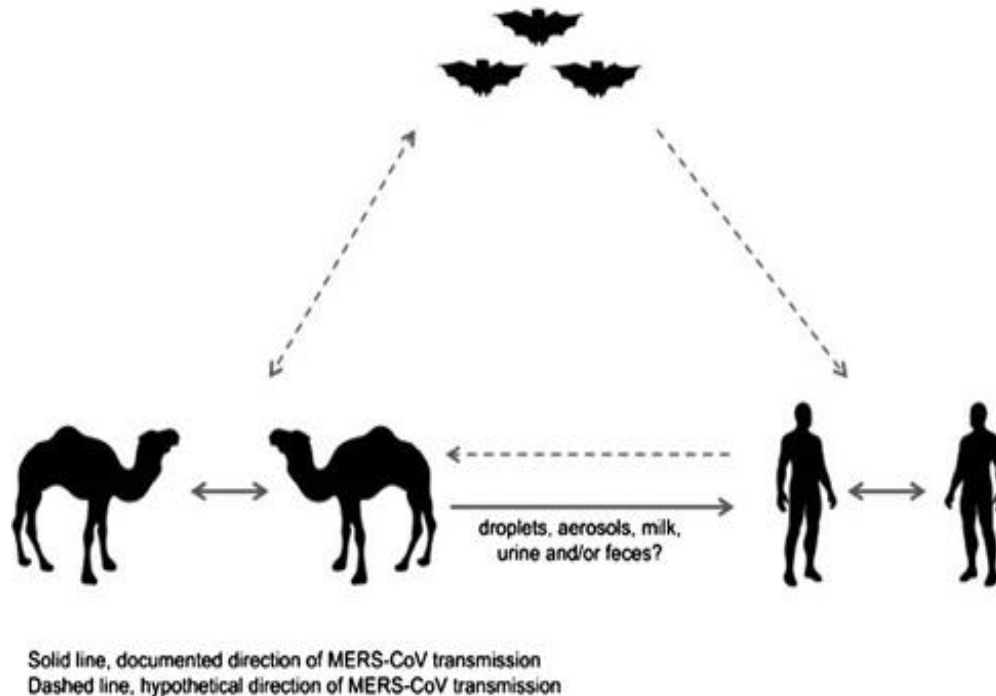 droplets, aerosols, milk,
urine and/or feces?
Solid line, documented direction of MERS-CoV transmission
Dashed line, hypothetical direction of MERS-CoV transmission